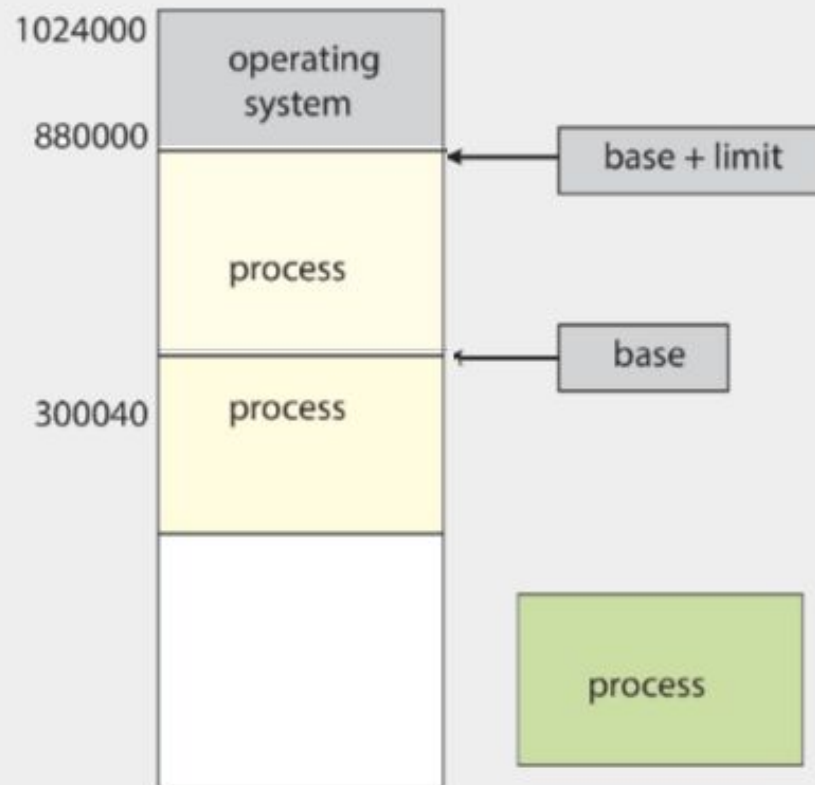 1024000
operating
system
880000
base + limit
process
base
300040
process
process